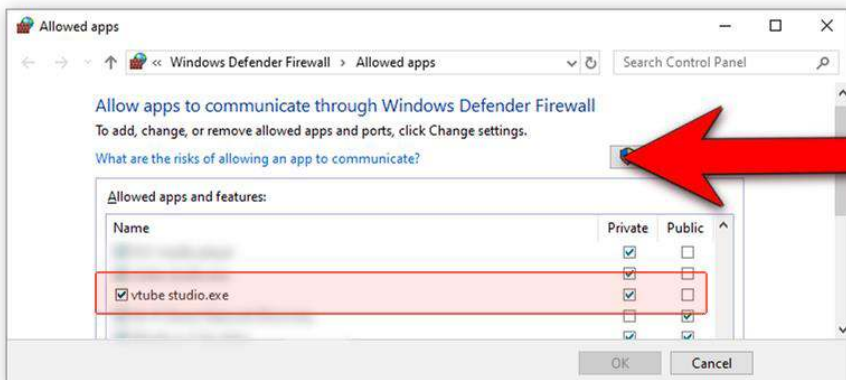 Allowed apps
« Windows Defender Firewall › Allowed apps
Search Control Panel
Allow apps to communicate through Windows Defender Firewall
To add, change, or remove allowed apps and ports, click Change settings.
What are the risks of allowing an app to communicate?
Allowed apps and features:
Name Private Public
vtube studio.exe
OK Cancel